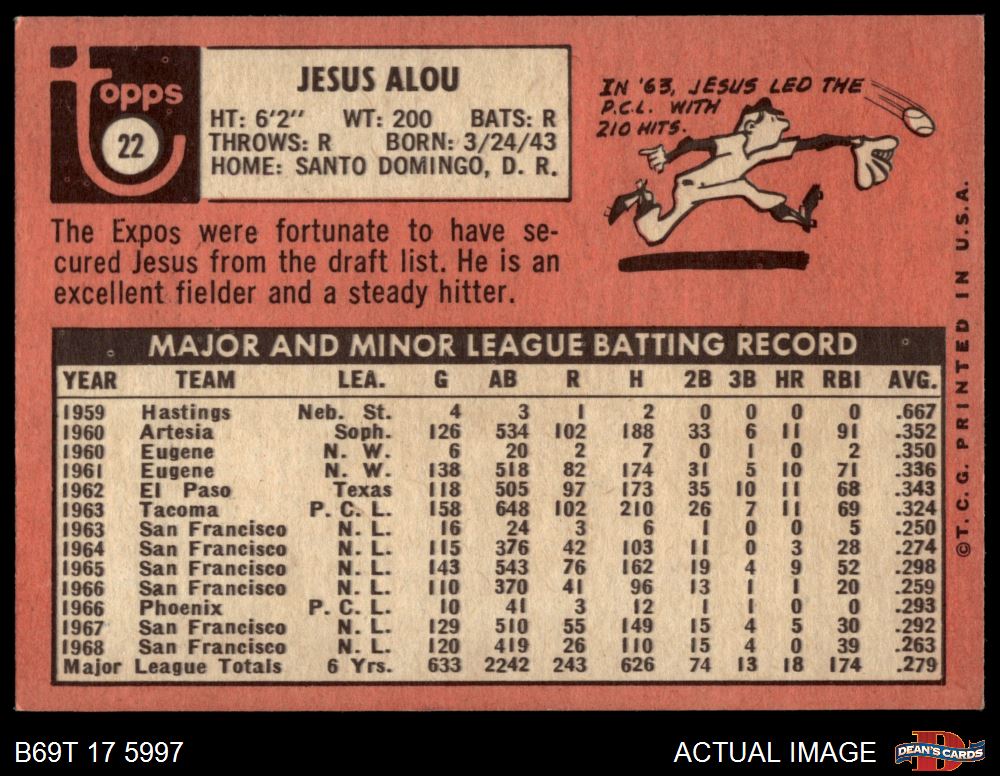 Topps
22
JESUS ALOU
HT: 6'2" WT: 200 BATS: R
THROWS: R BORN: 3/24/43
HOME: SANTO DOMINGO, D. R.
IN '63, JESUS LED THE
P.C.L. WITH
210 HITS.
The Expos were fortunate to have se-
cured Jesus from the draft list. He is an
excellent fielder and a steady hitter.
MAJOR AND MINOR LEAGUE BATTING RECORD
YEAR TEAM LEA. G AB R H 2B 3B HR RBI AVG.
1959 Hastings Neb. St. 4 3 1 2 0 0 0 0 .667
1960 Artesia Soph. 126 534 102 188 33 6 11 91 .352
1960 Eugene N. W. 6 20 2 7 0 1 0 2 .350
1961 Eugene N. W. 138 518 82 174 31 5 10 71 .336
1962 El Paso Texas 118 505 97 173 35 10 11 68 .343
1963 Tacoma P. C. L. 158 648 102 210 26 7 11 69 .324
1963 San Francisco N. L. 16 24 3 6 1 0 0 5 .250
1964 San Francisco N. L. 115 376 42 103 11 0 3 28 .274
1965 San Francisco N. L. 143 543 76 162 19 4 9 52 .298
1966 San Francisco N. L. 110 370 41 96 13 1 1 20 .259
1966 Phoenix P. C. L. 10 41 3 12 1 1 0 0 .293
1967 San Francisco N. L. 129 510 55 149 15 4 5 30 .292
1968 San Francisco N. L. 120 419 26 110 15 4 0 39 .263
Major League Totals 6 Yrs. 633 2242 243 626 74 13 18 174 .279
©T. C. G. PRINTED IN U.S.A.
B69T 17 5997
ACTUAL IMAGE
D
DEAN'S CARDS